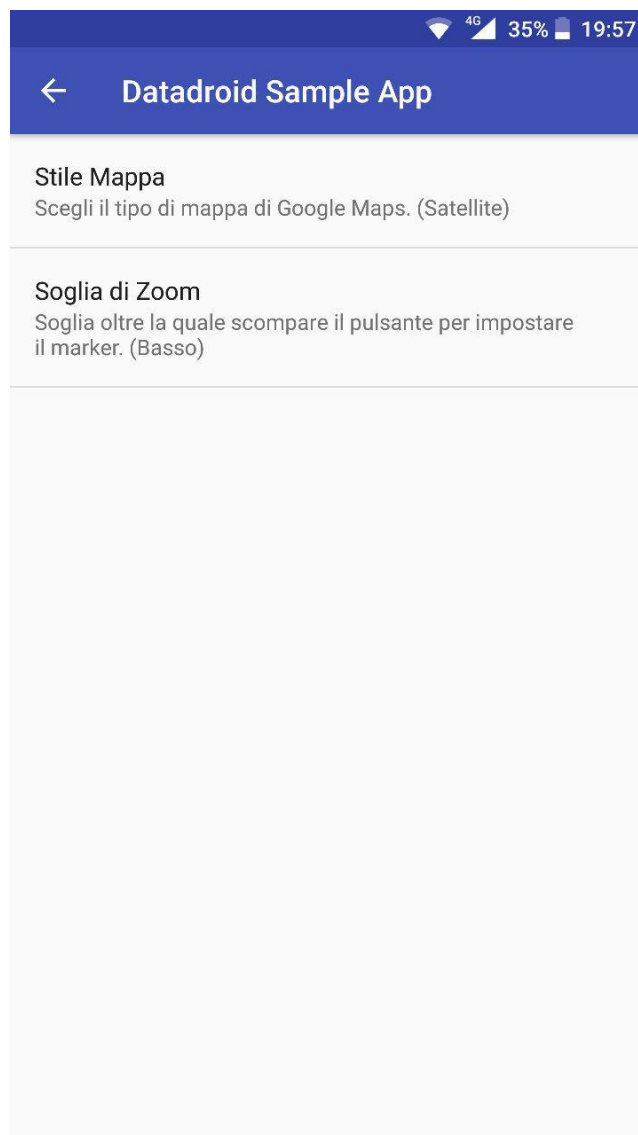 4G 35% 19:57
Datadroid Sample App
Stile Mappa
Scegli il tipo di mappa di Google Maps. (Satellite)
Soglia di Zoom
Soglia oltre la quale scompare il pulsante per impostare
il marker. (Basso)